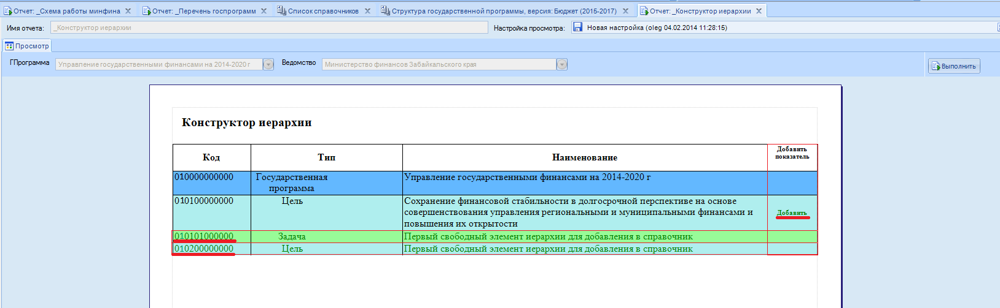 Отчет: _Схема работы минфина Отчет: _Перечень госпрограмм Список справочников Структура государственной программы, версия: Бюджет (2015-2017) Отчет: _Конструктор иерархии
Имя отчета: _Конструктор иерархии Настройка просмотра: Новая настройка (oleg 04.02.2014 11:28:15)
Просмотр
ГПрограмма Управление государственными финансами на 2014-2020 г Ведомство Министерство финансов Забайкальского края Выполнить
Конструктор иерархии
Код Тип Наименование Добавить показатель
010000000000 Государственная программа Управление государственными финансами на 2014-2020 г
010100000000 Цель Сохранение финансовой стабильности в долгосрочной перспективе на основе
совершенствования управления региональными и муниципальными финансами и
повышения их открытости
Добавить
010101000000 Задача Первый свободный элемент иерархии для добавления в справочник
010200000000 Цель Первый свободный элемент иерархии для добавления в справочник